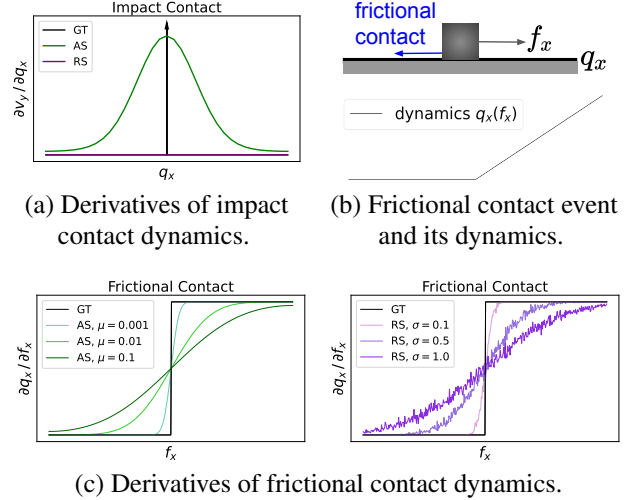 Impact Contact
GT
AS
RS
∂v_y / ∂q_x
q_x
(a) Derivatives of impact
contact dynamics.
frictional
contact
f_x
q_x
dynamics q_x(f_x)
(b) Frictional contact event
and its dynamics.
Frictional Contact
GT
AS, μ = 0.001
AS, μ = 0.01
AS, μ = 0.1
∂q_x / ∂f_x
f_x
Frictional Contact
GT
RS, σ = 0.1
RS, σ = 0.5
RS, σ = 1.0
∂q_x / ∂f_x
f_x
(c) Derivatives of frictional contact dynamics.